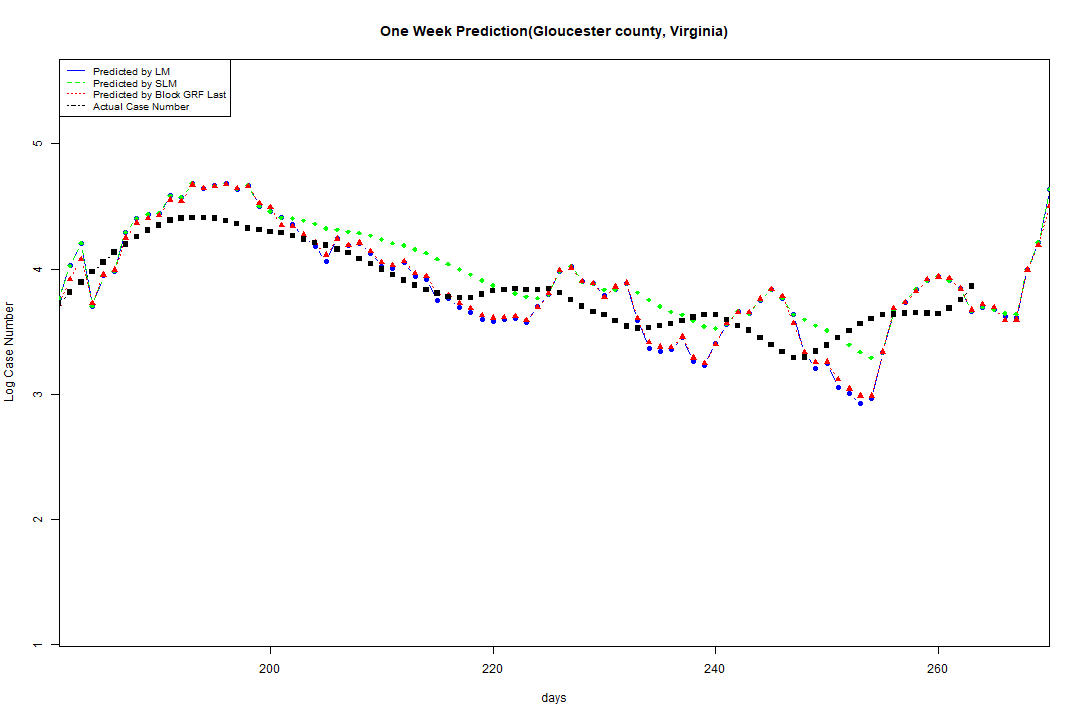 One Week Prediction(Gloucester county, Virginia)
Predicted by LM
Predicted by SLM
Predicted by Block GRF Last
Actual Case Number
5
4
3
2
1
Log Case Number
200
220
240
260
days